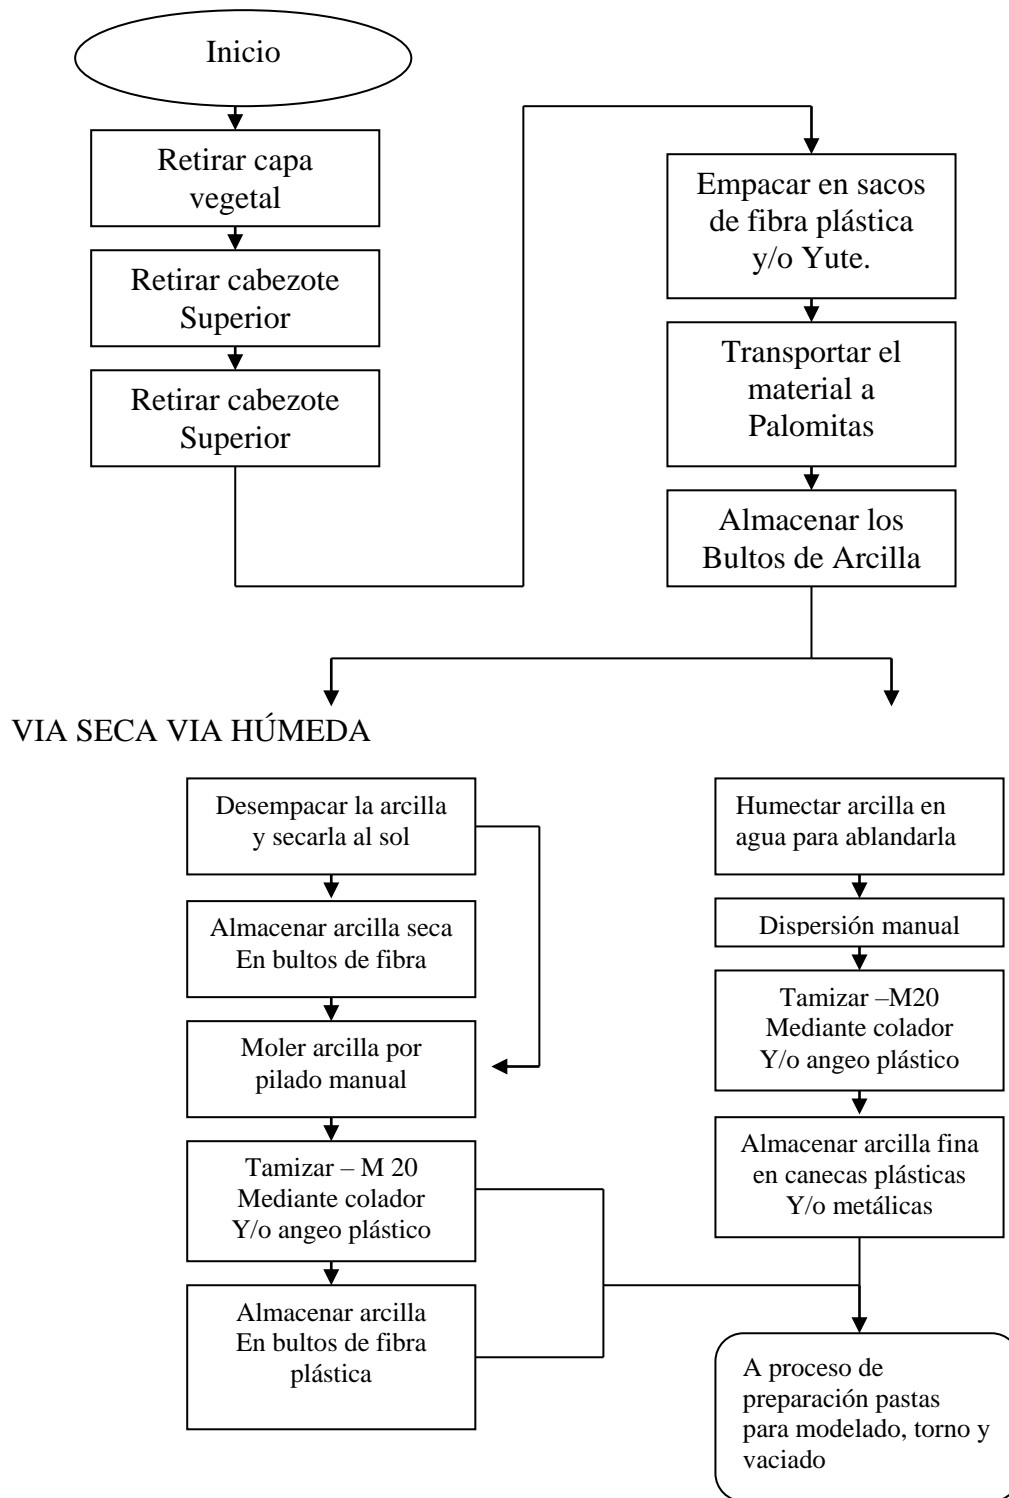 Inicio
Retirar capa
vegetal
Retirar cabezote
Superior
Retirar cabezote
Superior
Empacar en sacos
de fibra plástica
y/o Yute.
Transportar el
material a
Palomitas
Almacenar los
Bultos de Arcilla
VIA SECA VIA HÚMEDA
Desempacar la arcilla
y secarla al sol
Almacenar arcilla seca
En bultos de fibra
Moler arcilla por
pilado manual
Tamizar – M 20
Mediante colador
Y/o angeo plástico
Almacenar arcilla
En bultos de fibra
plástica
Humectar arcilla en
agua para ablandarla
Dispersión manual
Tamizar –M20
Mediante colador
Y/o angeo plástico
Almacenar arcilla fina
en canecas plásticas
Y/o metálicas
A proceso de
preparación pastas
para modelado, torno y
vaciado